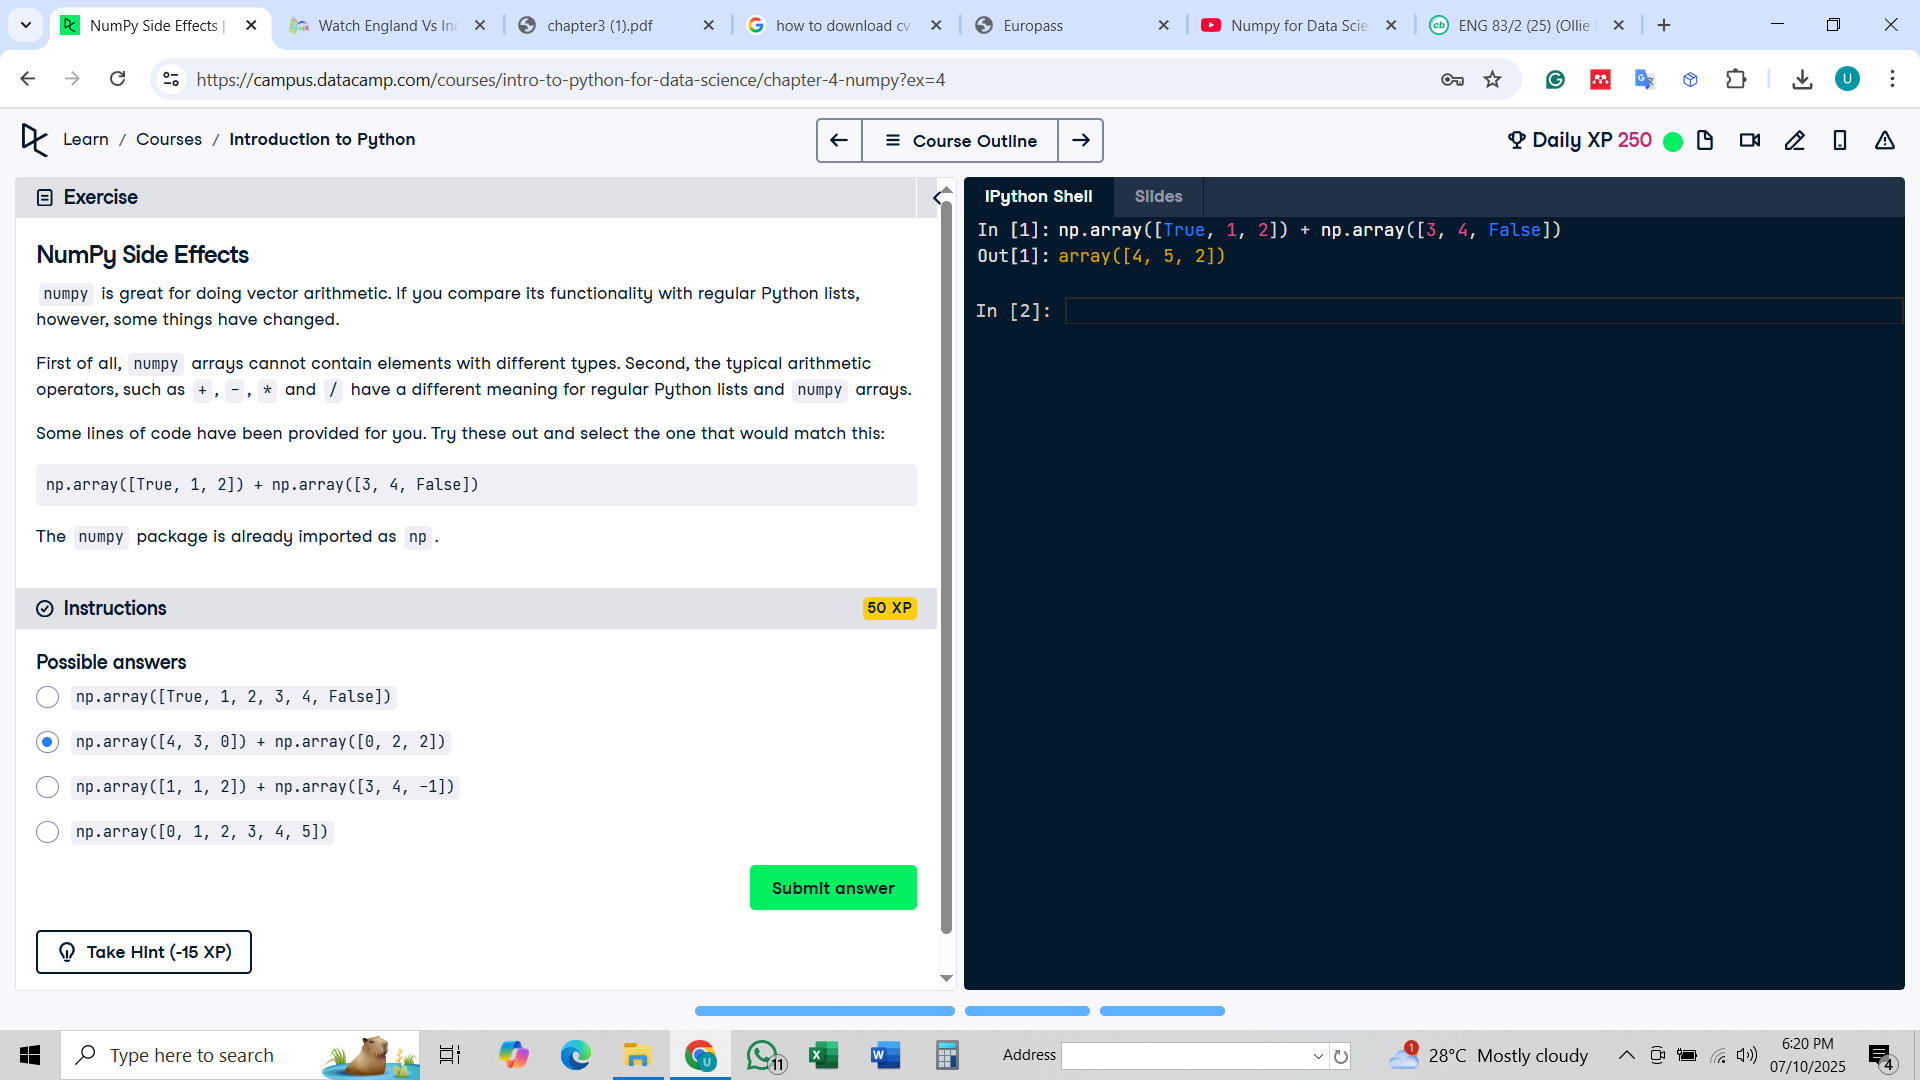 NumPy Side Effects |
Watch England Vs Ind
chapter3 (1).pdf
how to download cv
Europass
Numpy for Data Scie
ENG 83/2 (25) (Ollie
https://campus.datacamp.com/courses/intro-to-python-for-data-science/chapter-4-numpy?ex=4
U
Learn / Courses / Introduction to Python
Course Outline
Daily XP 250
Exercise
NumPy Side Effects
numpy is great for doing vector arithmetic. If you compare its functionality with regular Python lists,
however, some things have changed.
First of all, numpy arrays cannot contain elements with different types. Second, the typical arithmetic
operators, such as +, -, * and / have a different meaning for regular Python lists and numpy arrays.
Some lines of code have been provided for you. Try these out and select the one that would match this:
np.array([True, 1, 2]) + np.array([3, 4, False])
The numpy package is already imported as np.
Instructions
50 XP
Possible answers
np.array([True, 1, 2, 3, 4, False])
np.array([4, 3, 0]) + np.array([0, 2, 2])
np.array([1, 1, 2]) + np.array([3, 4, -1])
np.array([0, 1, 2, 3, 4, 5])
Submit answer
Take Hint (-15 XP)
IPython Shell
Slides
In [1]: np.array([True, 1, 2]) + np.array([3, 4, False])
Out[1]: array([4, 5, 2])
In [2]:
Type here to search
11
Address
1
28°C Mostly cloudy
6:20 PM
07/10/2025
4